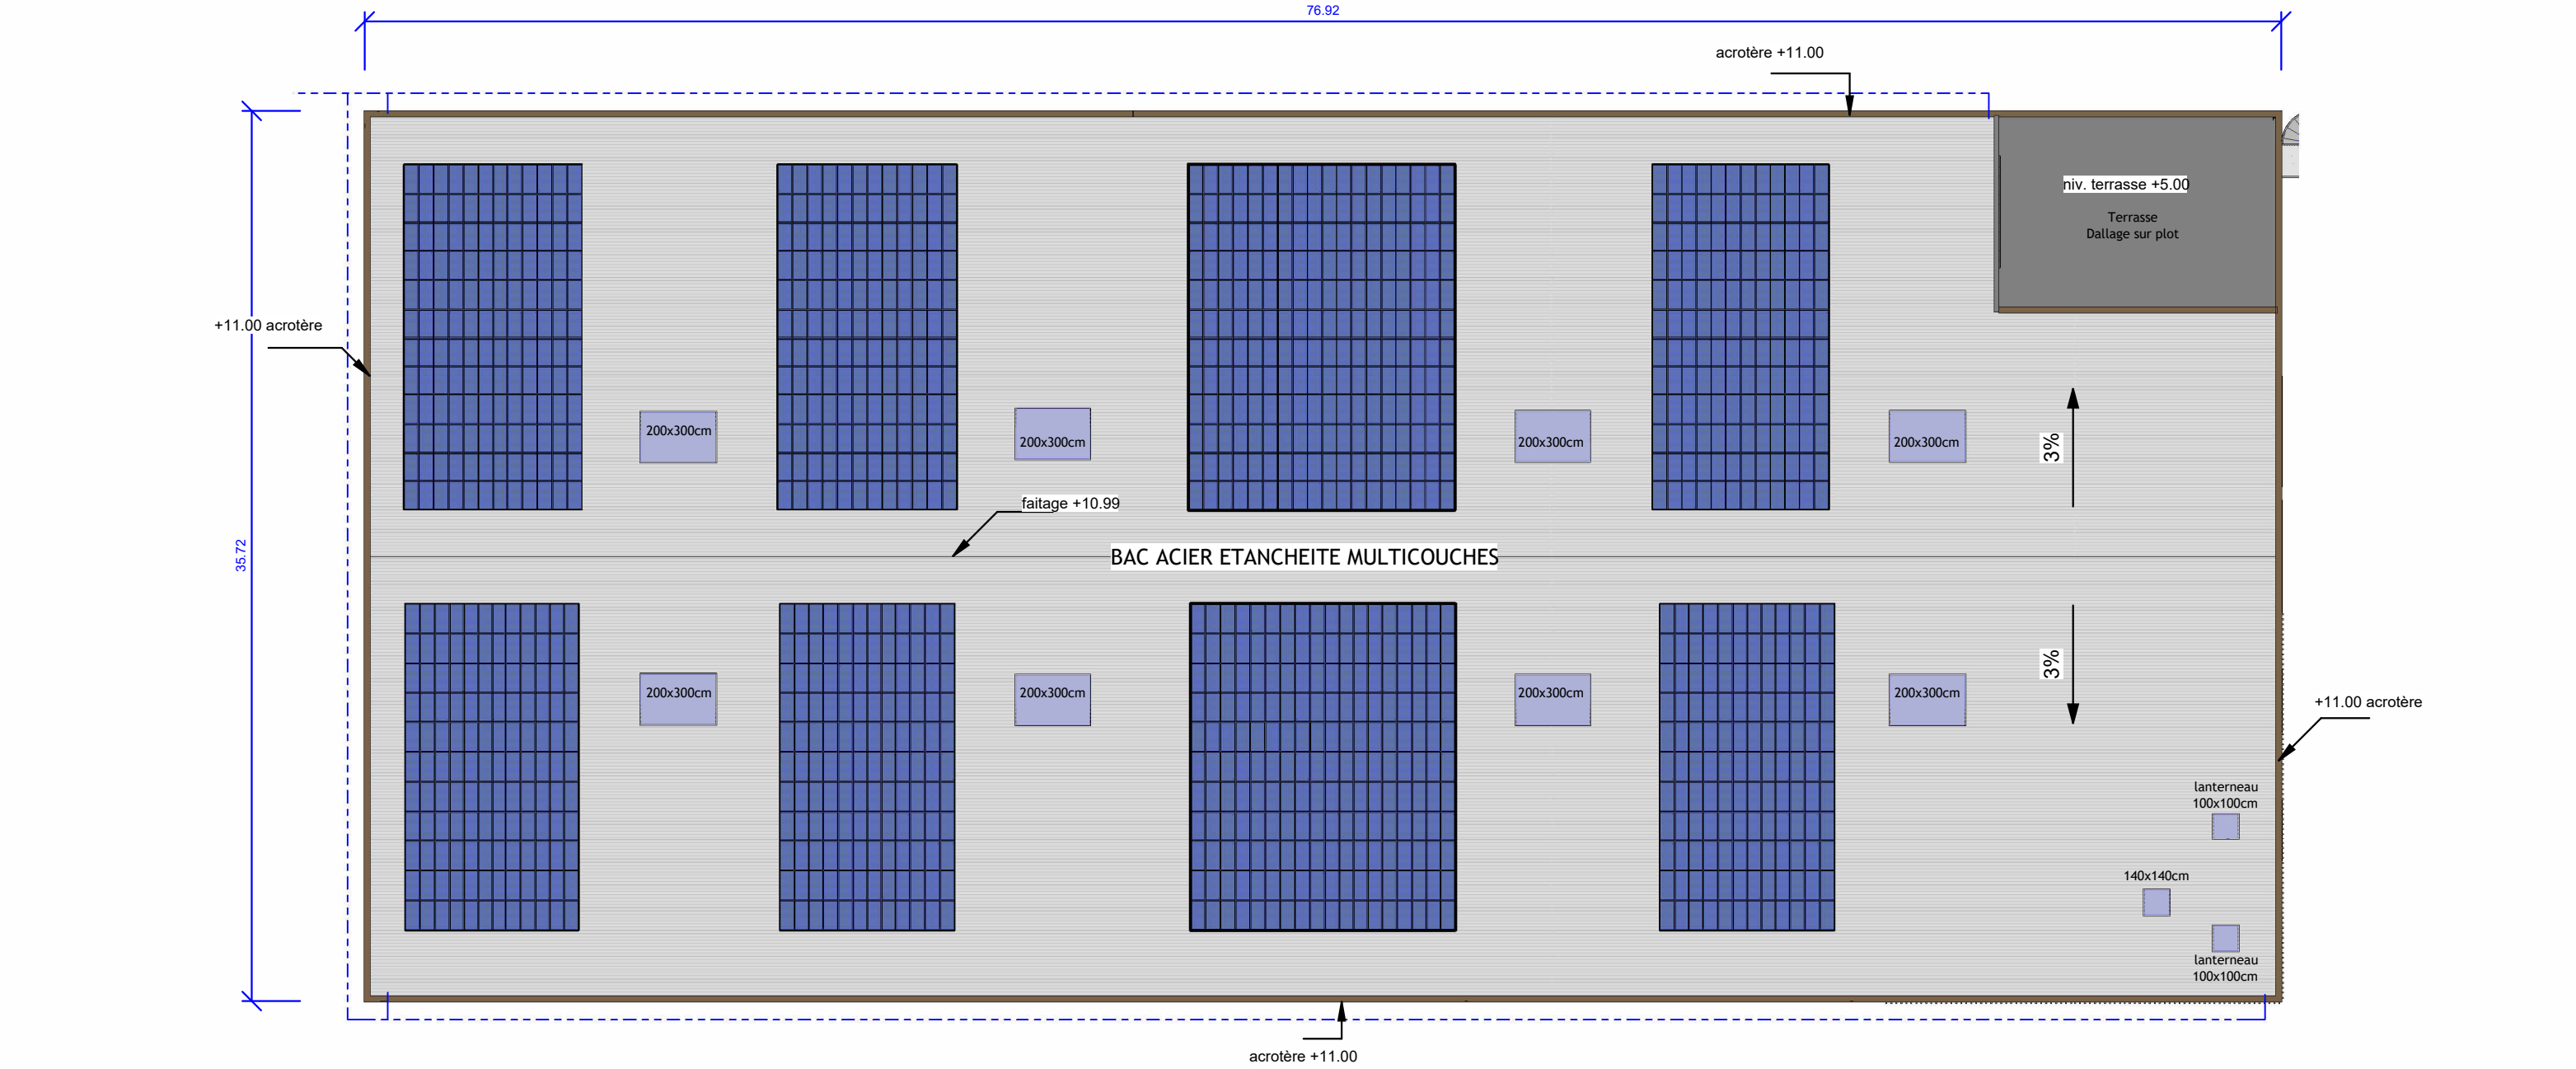 76.92
acrotère +11.00
niv. terrasse +5.00
Terrasse
Dallage sur plot
+11.00 acrotère
200x300cm
200x300cm
200x300cm
200x300cm
3%
faitage +10.99
35.72
BAC ACIER ETANCHEITE MULTICOUCHES
3%
200x300cm
200x300cm
200x300cm
200x300cm
+11.00 acrotère
lanterneau
100x100cm
140x140cm
lanterneau
100x100cm
acrotère +11.00